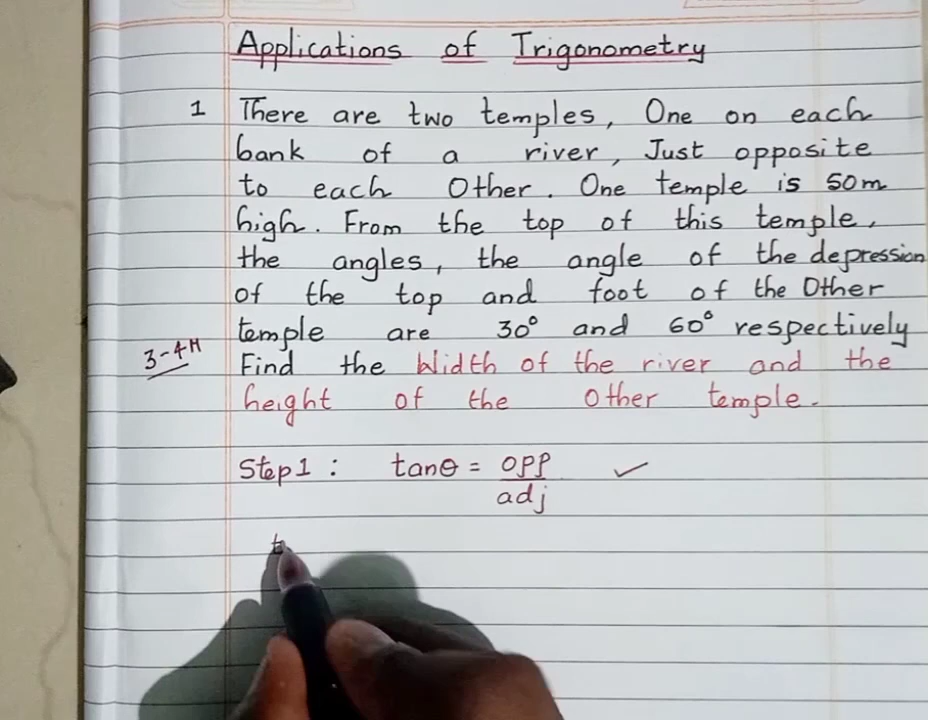 Applications of Trigonometry
1 There are two temples, One on each
bank of a river, Just opposite
to each Other. One temple is 50m
high. From the top of this temple,
the angles, the angle of the depression
of the top and foot of the Other
temple are 30° and 60° respectively
3-4M Find the Width of the river and the
height of the Other temple.
Step1 : tanθ = opp
adj
t